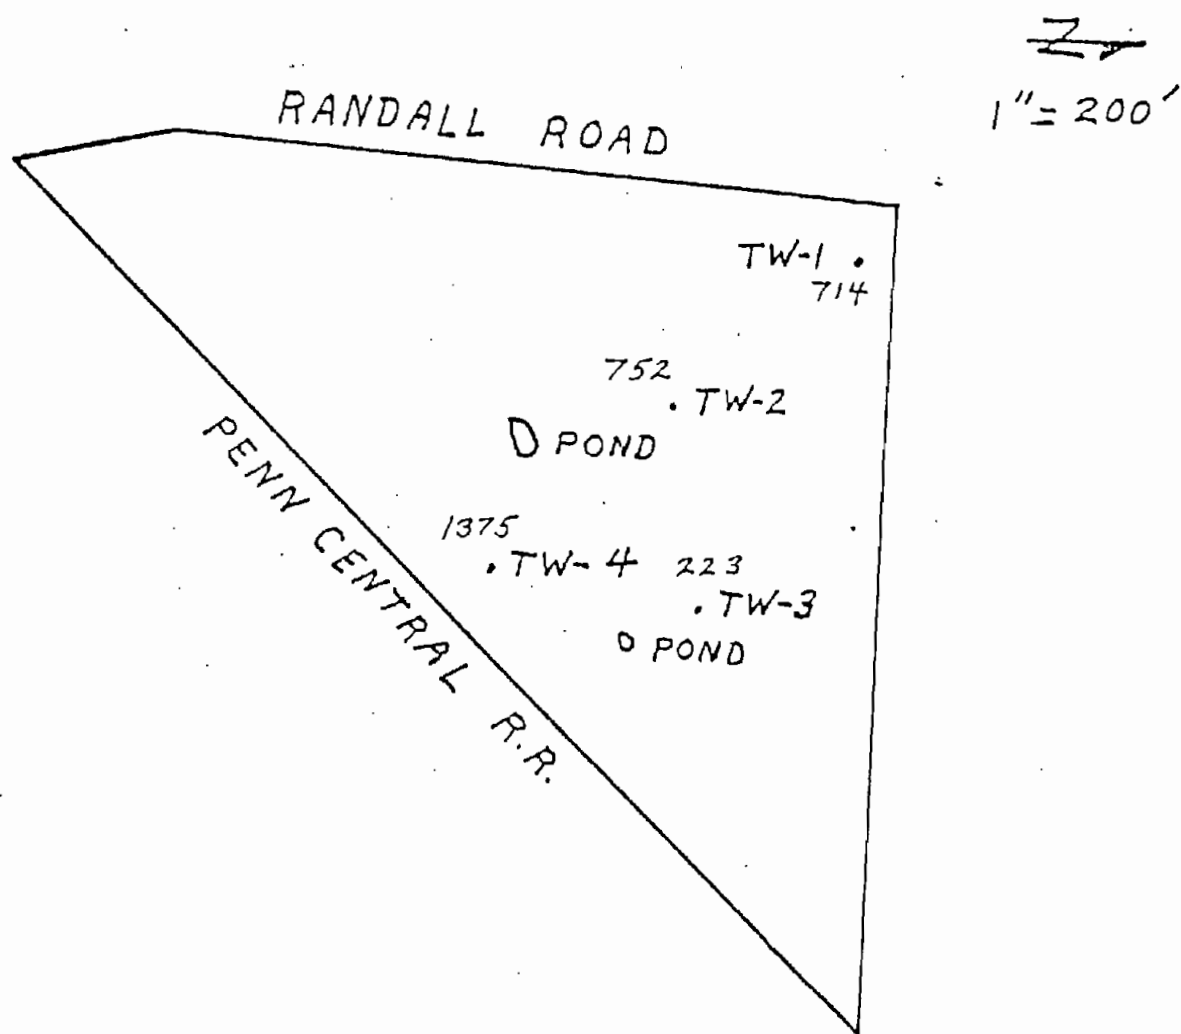 1" = 200'
RANDALL ROAD
TW-1
714
752
TW-2
POND
PENN CENTRAL R.R.
1375
TW-4
223
TW-3
POND